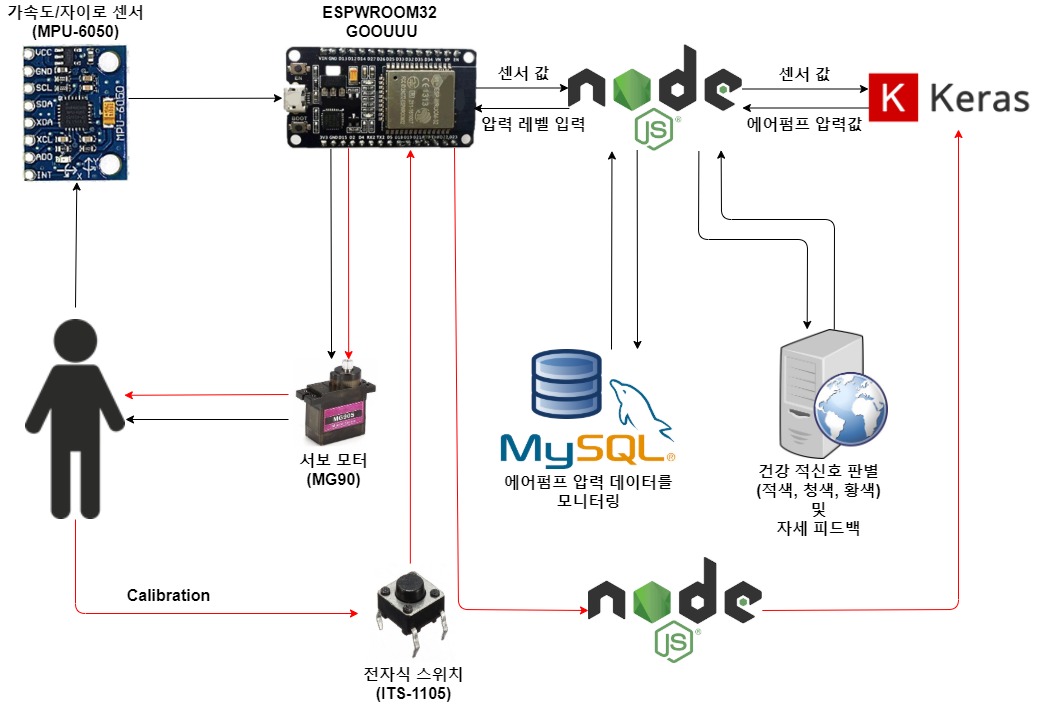 가속도/자이로 센서
(MPU-6050)
ESPWROOM32
GOOUUU
VCC
GND
SCL
SDA
XDA
XCL
ADO
INT
MPU-6050
센서 값
압력 레벨 입력
node
JS
센서 값
에어펌프 압력값
K Keras
MG90S
서보 모터
(MG90)
MySQL
에어펌프 압력 데이터를
모니터링
건강 적신호 판별
(적색, 청색, 황색)
및
자세 피드백
Calibration
전자식 스위치
(ITS-1105)
node
JS